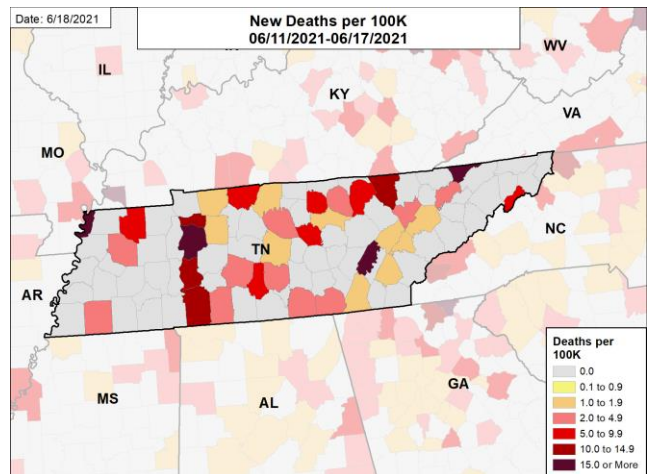 Date: 6/18/2021
New Deaths per 100K
06/11/2021-06/17/2021
IL
WV
KY
VA
MO
TN
NC
AR
MS
AL
GA
Deaths per
100K
0.0
0.1 to 0.9
1.0 to 1.9
2.0 to 4.9
5.0 to 9.9
10.0 to 14.9
15.0 or More